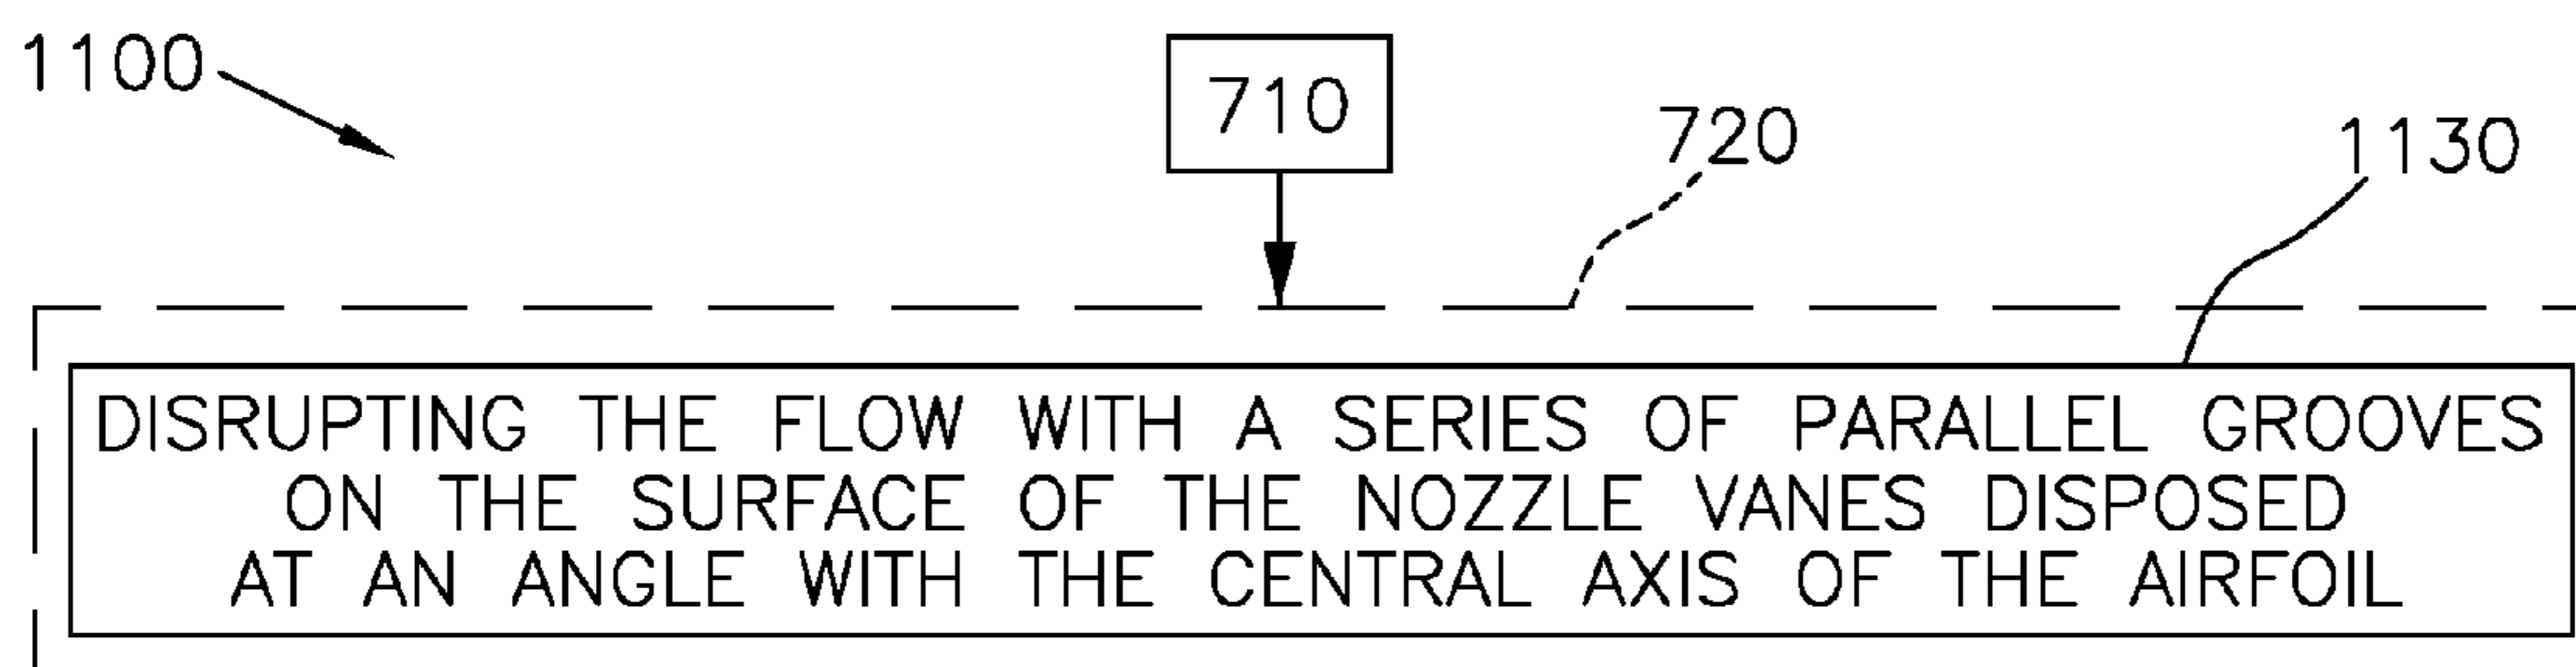 1100
710
720
1130
DISRUPTING THE FLOW WITH A SERIES OF PARALLEL GROOVES
ON THE SURFACE OF THE NOZZLE VANES DISPOSED
AT AN ANGLE WITH THE CENTRAL AXIS OF THE AIRFOIL